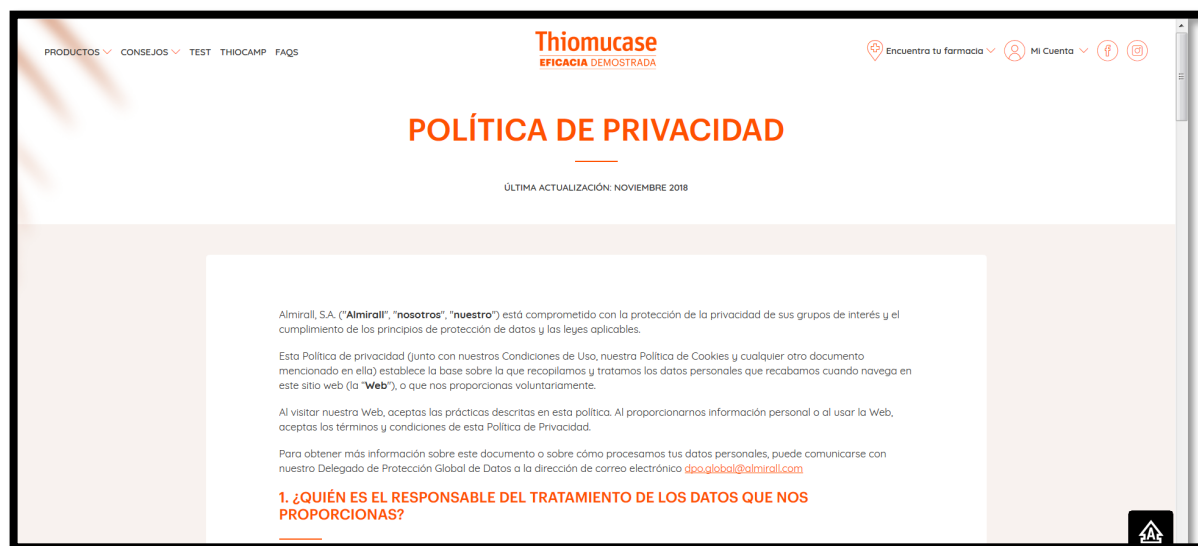 PRODUCTOS CONSEJOS TEST THIOCAMP FAQS
Thiomucase
EFICACIA DEMOSTRADA
Encuentra tu farmacia Mi Cuenta
POLÍTICA DE PRIVACIDAD
ÚLTIMA ACTUALIZACIÓN: NOVIEMBRE 2018
Almirall, S.A. ("Almirall", "nosotros", "nuestro") está comprometido con la protección de la privacidad de sus grupos de interés y el
cumplimiento de los principios de protección de datos y las leyes aplicables.
Esta Política de privacidad (junto con nuestros Condiciones de Uso, nuestra Política de Cookies y cualquier otro documento
mencionado en ella) establece la base sobre la que recopilamos y tratamos los datos personales que recabamos cuando navega en
este sitio web (la "Web"), o que nos proporcionas voluntariamente.
Al visitar nuestra Web, aceptas las prácticas descritas en esta política. Al proporcionarnos información personal o al usar la Web,
aceptas los términos y condiciones de esta Política de Privacidad.
Para obtener más información sobre este documento o sobre cómo procesamos tus datos personales, puede comunicarse con
nuestro Delegado de Protección Global de Datos a la dirección de correo electrónico dpo.global@almirall.com
1. ¿QUIÉN ES EL RESPONSABLE DEL TRATAMIENTO DE LOS DATOS QUE NOS
PROPORCIONAS?